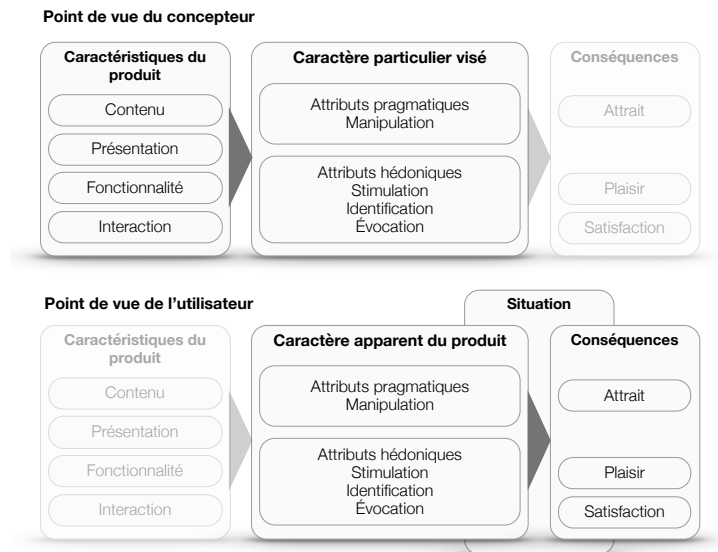 Point de vue du concepteur
Caractéristiques du
produit
Contenu
Présentation
Fonctionnalité
Interaction
Caractère particulier visé
Attributs pragmatiques
Manipulation
Attributs hédoniques
Stimulation
Identification
Évocation
Conséquences
Attrait
Plaisir
Satisfaction
Point de vue de l'utilisateur
Situation
Caractéristiques du
produit
Contenu
Présentation
Fonctionnalité
Interaction
Caractère apparent du produit
Attributs pragmatiques
Manipulation
Attributs hédoniques
Stimulation
Identification
Évocation
Conséquences
Attrait
Plaisir
Satisfaction